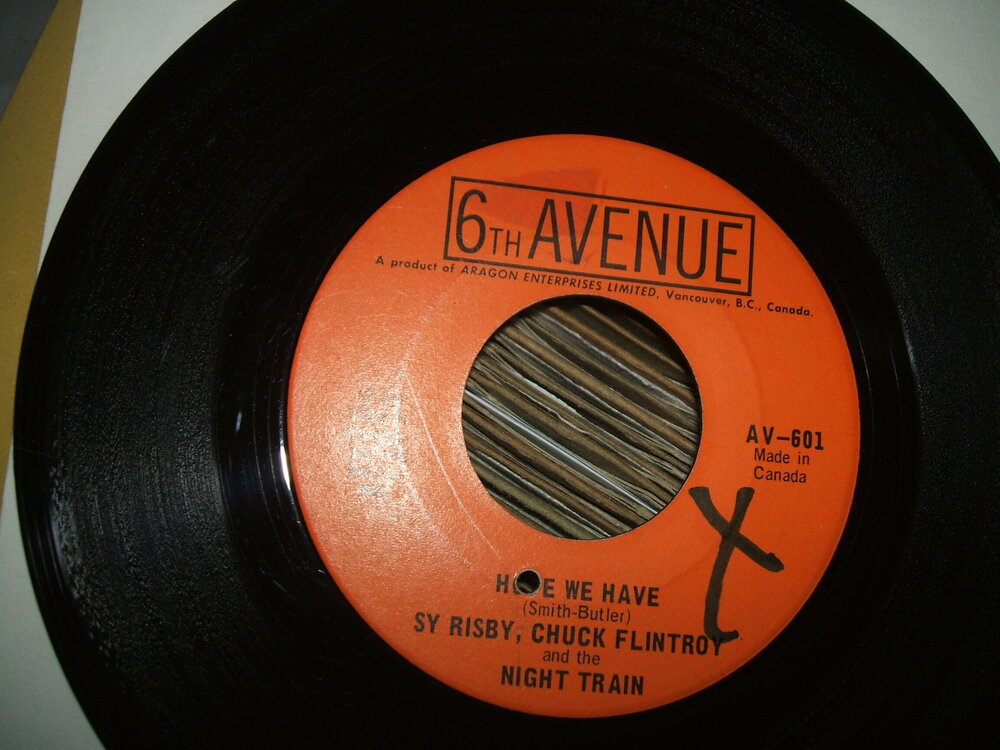 6TH AVENUE
A product of ARAGON ENTERPRISES LIMITED, Vancouver, B.C., Canada.
AV-601
Made in
Canada
X
WE HAVE
(Smith-Butler)
SY RISBY, CHUCK FLINTROY
and the
NIGHT TRAIN